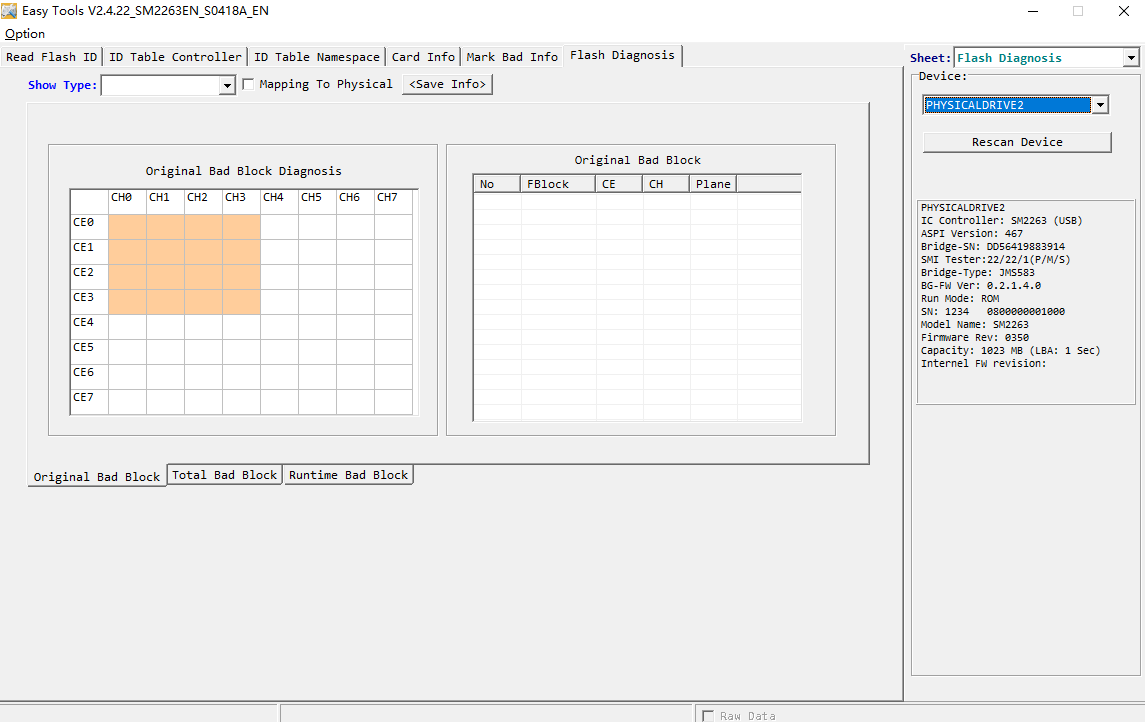 Easy Tools V2.4.22_SM2263EN_S0418A_EN
Option
Read Flash ID ID Table Controller ID Table Namespace Card Info Mark Bad Info Flash Diagnosis
Sheet: Flash Diagnosis
Show Type: Mapping To Physical <Save Info>
Device:
PHYSICALDRIVE2
Rescan Device
Original Bad Block Diagnosis
CH0 CH1 CH2 CH3 CH4 CH5 CH6 CH7
CE0
CE1
CE2
CE3
CE4
CE5
CE6
CE7
Original Bad Block
No FBlock CE CH Plane
PHYSICALDRIVE2
IC Controller: SM2263 (USB)
ASPI Version: 467
Bridge-SN: DD56419883914
SMI Tester:22/22/1(P/M/S)
Bridge-Type: JMS583
BG-FW Ver: 0.2.1.4.0
Run Mode: ROM
SN: 1234   0800000001000
Model Name: SM2263
Firmware Rev: 0350
Capacity: 1023 MB (LBA: 1 Sec)
Internal FW revision:
Original Bad Block Total Bad Block Runtime Bad Block
Raw Data